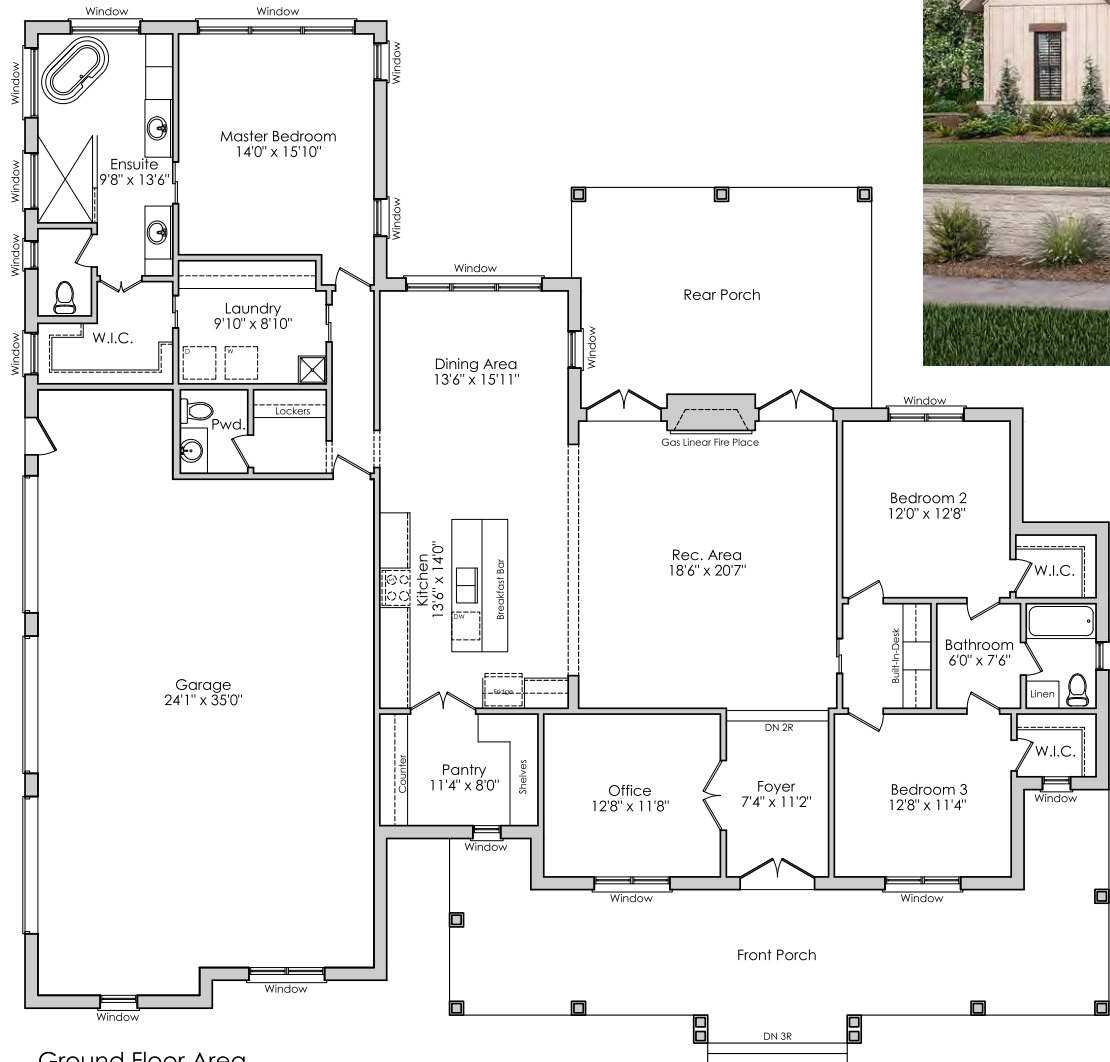 Window
Window
Window
Window
Master Bedroom
14'0" x 15'10"
Ensuite
9'8" x 13'6"
Window
Window
Window
Window
Rear Porch
Laundry
9'10" x 8'10"
W.I.C.
Window
D
W
Window
Dining Area
13'6" x 15'11"
Window
Lockers
Pwd.
Gas Linear Fire Place
Bedroom 2
12'0" x 12'8"
Rec. Area
18'6" x 20'7"
Kitchen
13'6" x 14'0"
Breakfast Bar
DW
W.I.C.
Built-In-Desk
Bathroom
6'0" x 7'6"
Linen
Garage
24'1" x 35'0"
Fridge
DN 2R
W.I.C.
Counter
Pantry
11'4" x 8'0"
Shelves
Office
12'8" x 11'8"
Foyer
7'4" x 11'2"
Bedroom 3
12'8" x 11'4"
Window
Window
Window
Window
Front Porch
Window
Window
DN 3R
Ground Floor Area